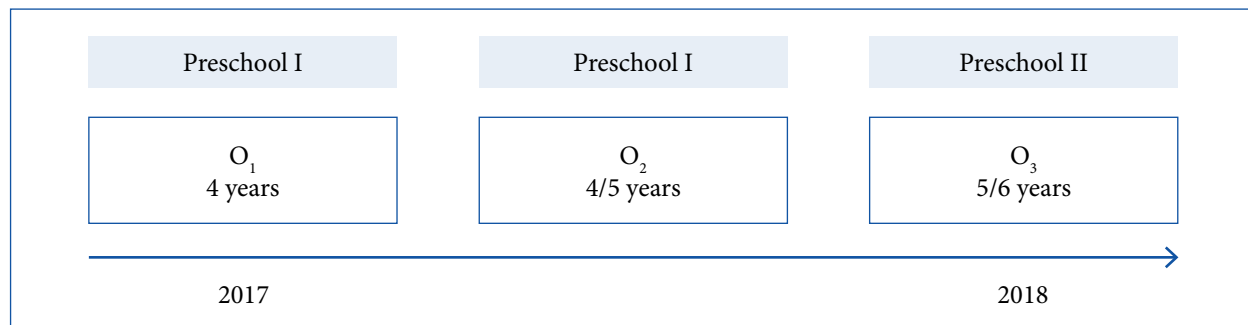 Preschool I
Preschool I
Preschool II
O₁
4 years
O₂
4/5 years
O₃
5/6 years
2017
2018